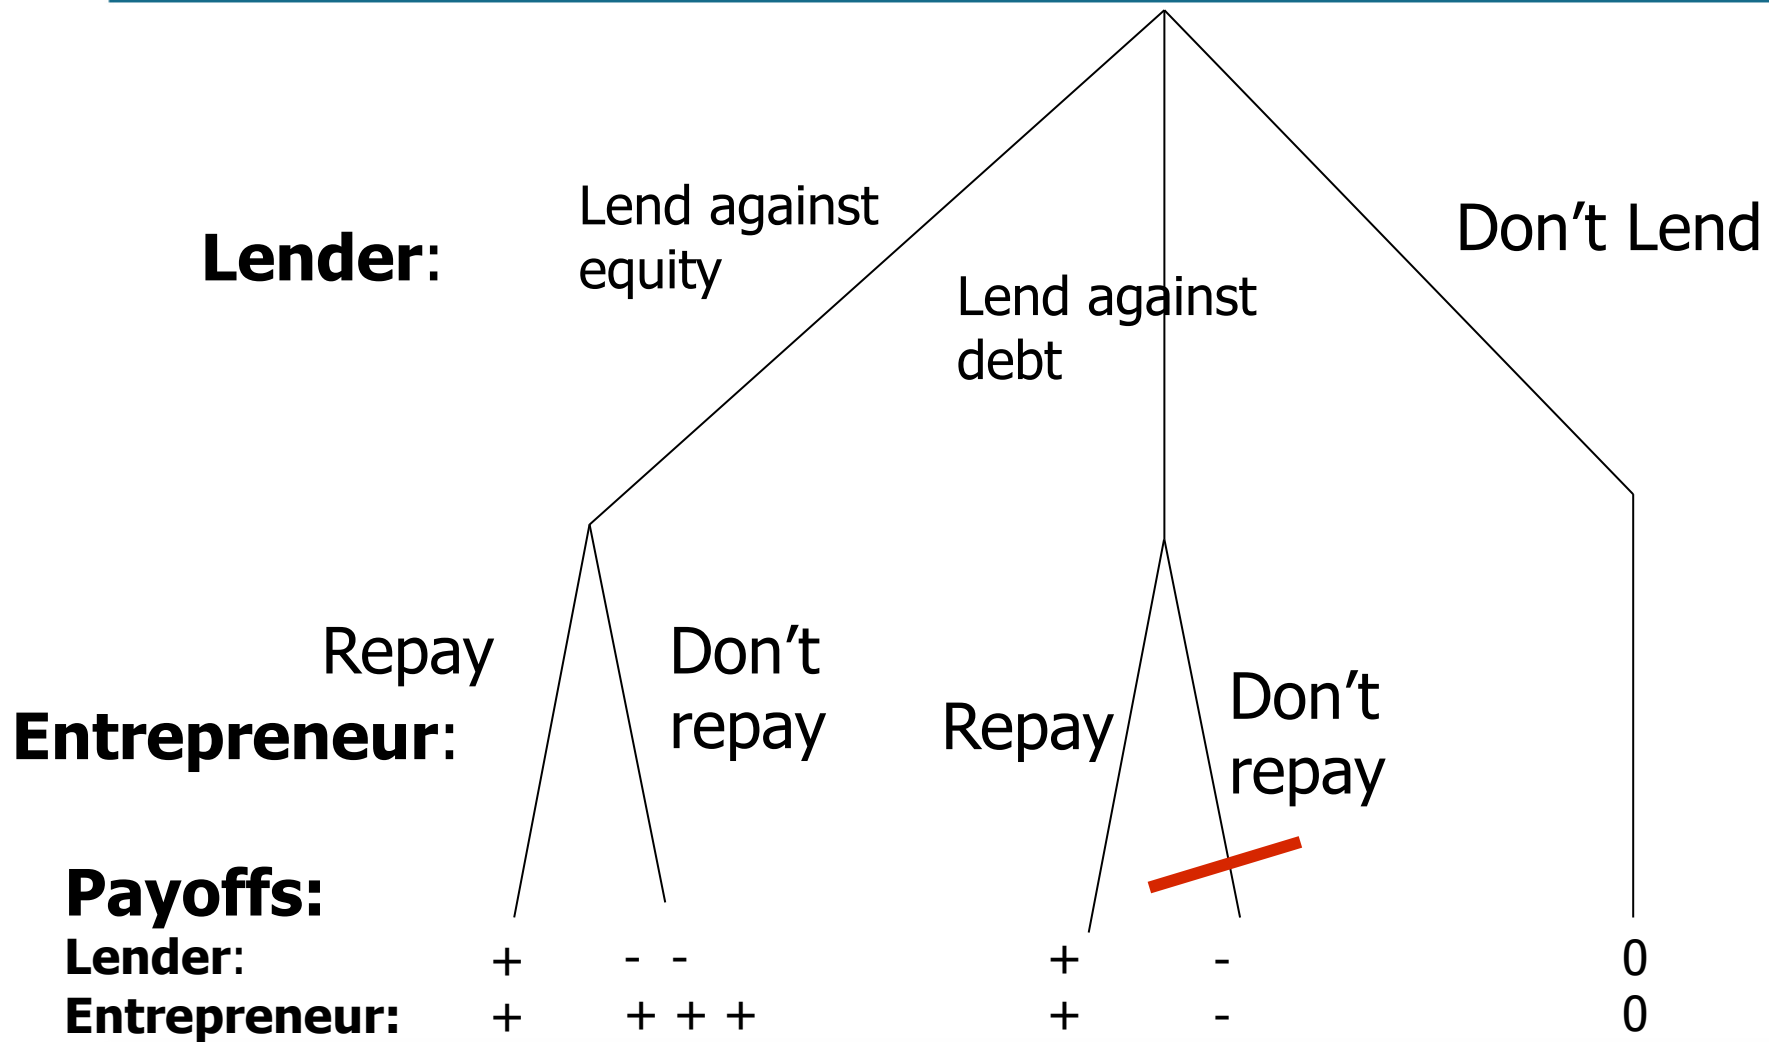 Lend against
equity
Lender:
Don’t Lend
Lend against
debt
Repay
Don’t
repay
Entrepreneur:
Repay
Don’t
repay
Payoffs:
Lender: + - - + - 0
Entrepreneur: + + + + + - 0